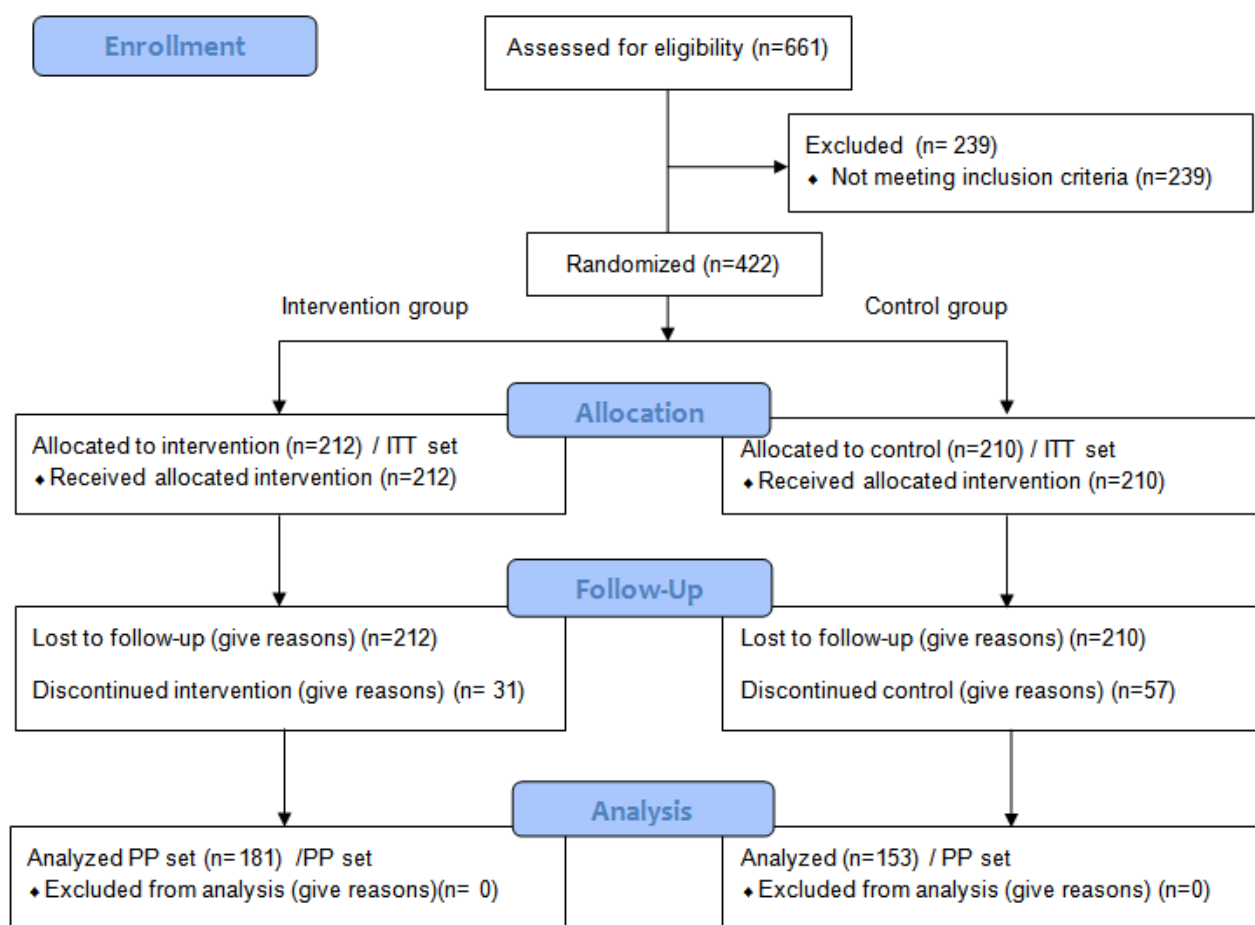 Enrollment
Assessed for eligibility (n=661)
Excluded (n= 239)
⬥ Not meeting inclusion criteria (n=239)
Randomized (n=422)
Intervention group
Control group
Allocation
Allocated to intervention (n=212) / ITT set
⬥ Received allocated intervention (n=212)
Allocated to control (n=210) / ITT set
⬥ Received allocated intervention (n=210)
Follow-Up
Lost to follow-up (give reasons) (n=212)
Discontinued intervention (give reasons) (n= 31)
Lost to follow-up (give reasons) (n=210)
Discontinued control (give reasons) (n=57)
Analysis
Analyzed PP set (n=181) /PP set
⬥ Excluded from analysis (give reasons)(n= 0)
Analyzed (n=153) / PP set
⬥ Excluded from analysis (give reasons) (n=0)